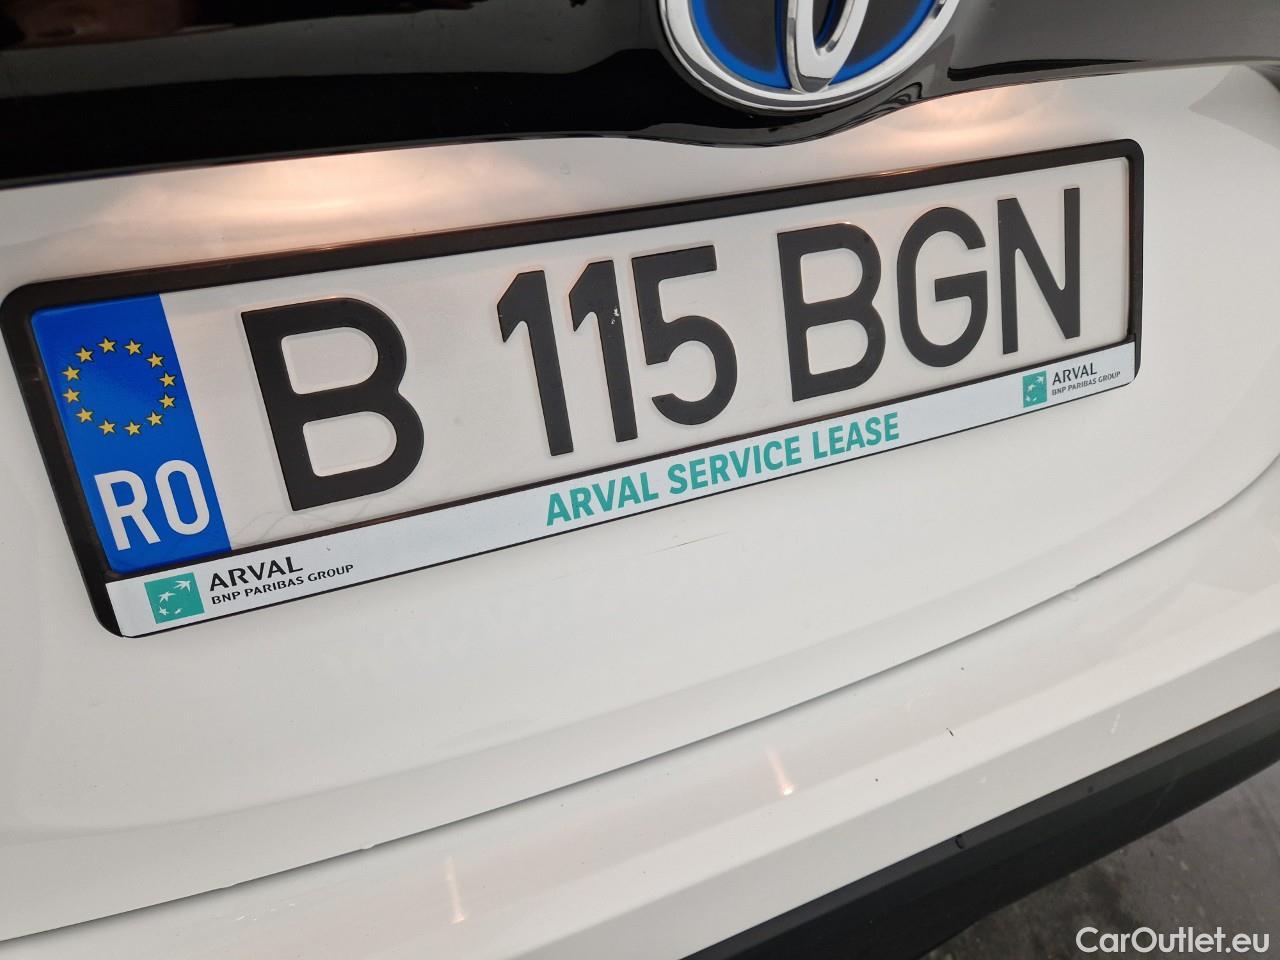 B 115 BGN
RO
ARVAL SERVICE LEASE
ARVAL
BNP PARIBAS GROUP
ARVAL
BNP PARIBAS GROUP
CarOutlet.eu